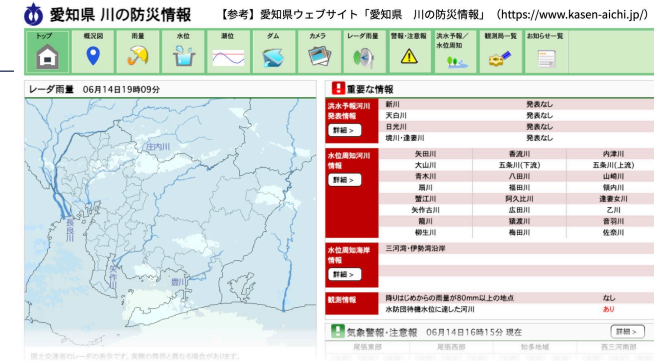 愛知県 川の防災情報 【参考】愛知県ウェブサイト「愛知県 川の防災情報」（https://www.kasen-aichi.jp/）
トップ 概況図 雨量 水位 潮位 ダム カメラ レーダ雨量 警報・注意報 洪水予報／水位周知 観測局一覧 お知らせ一覧
レーダ雨量 06月14日19時09分
庄内川
長良川
矢作川
豊川
国土交通省のレーダの表示です。実際の降雨と異なる場合があります。
重要な情報
洪水予報河川発表情報
詳細 >
新川 発表なし
天白川 発表なし
日光川 発表なし
境川・逢妻川 発表なし
水位周知河川情報
詳細 >
矢田川 香流川 内津川
大山川 五条川(下流) 五条川(上流)
青木川 八田川 山崎川
扇川 福田川 領内川
蟹江川 阿久比川 逢妻女川
矢作古川 広田川 乙川
籠川 猿渡川 音羽川
柳生川 梅田川 佐奈川
水位周知海岸情報
詳細 >
三河湾・伊勢湾沿岸
観測情報
降りはじめからの雨量が80mm以上の地点 なし
水防団待機水位に達した河川 あり
気象警報・注意報 06月14日16時15分 現在
詳細 >
尾張東部 尾張西部 知多地域 西三河南部